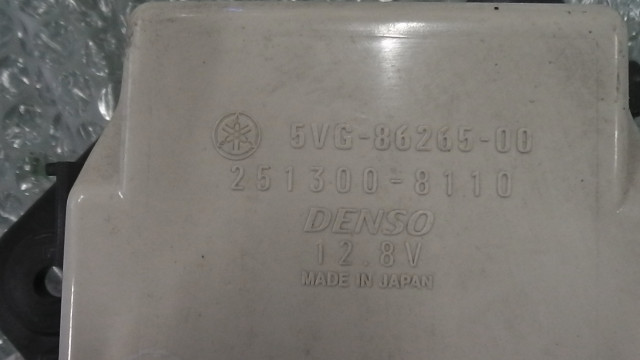 5VG-86265-00
251300-8110
DENSO
12.8V
MADE IN JAPAN